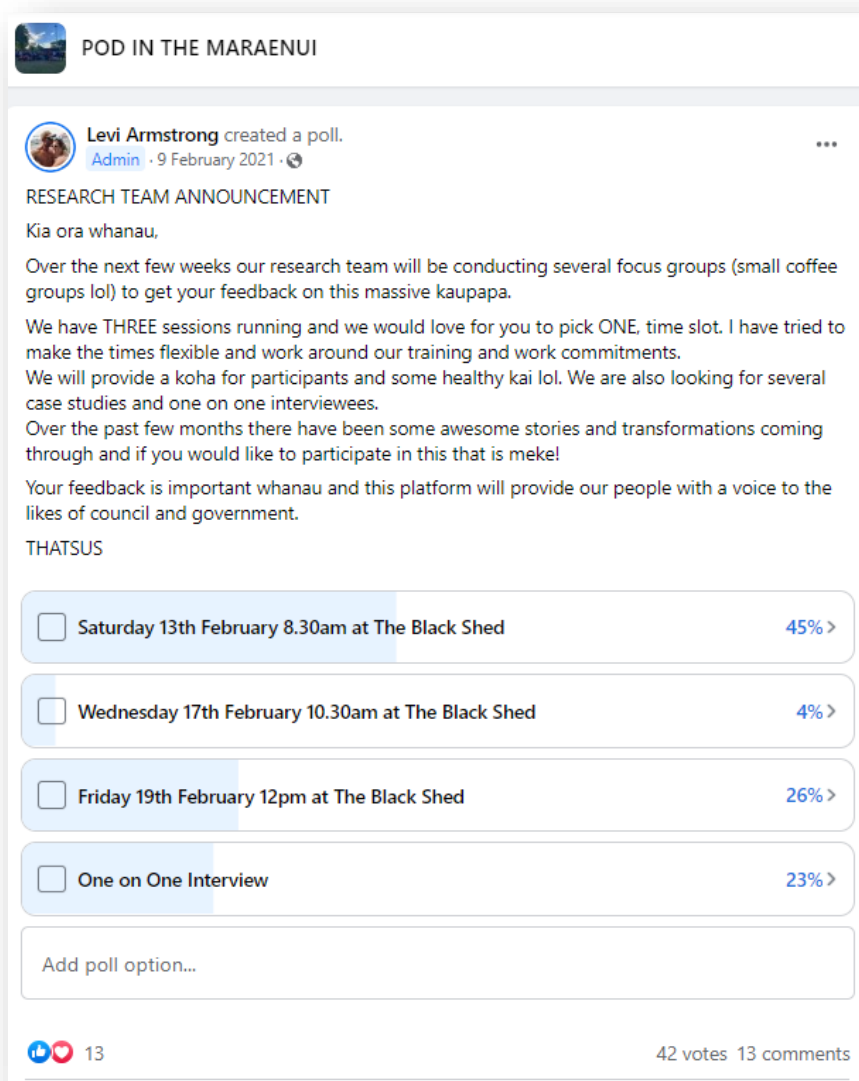 POD IN THE MARAENUI
Levi Armstrong created a poll.
Admin · 9 February 2021 ·
RESEARCH TEAM ANNOUNCEMENT
Kia ora whanau,
Over the next few weeks our research team will be conducting several focus groups (small coffee
groups lol) to get your feedback on this massive kaupapa.
We have THREE sessions running and we would love for you to pick ONE, time slot. I have tried to
make the times flexible and work around our training and work commitments.
We will provide a koha for participants and some healthy kai lol. We are also looking for several
case studies and one on one interviewees.
Over the past few months there have been some awesome stories and transformations coming
through and if you would like to participate in this that is meke!
Your feedback is important whanau and this platform will provide our people with a voice to the
likes of council and government.
THATSUS
Saturday 13th February 8.30am at The Black Shed 45%
Wednesday 17th February 10.30am at The Black Shed 4%
Friday 19th February 12pm at The Black Shed 26%
One on One Interview 23%
Add poll option...
13 42 votes 13 comments